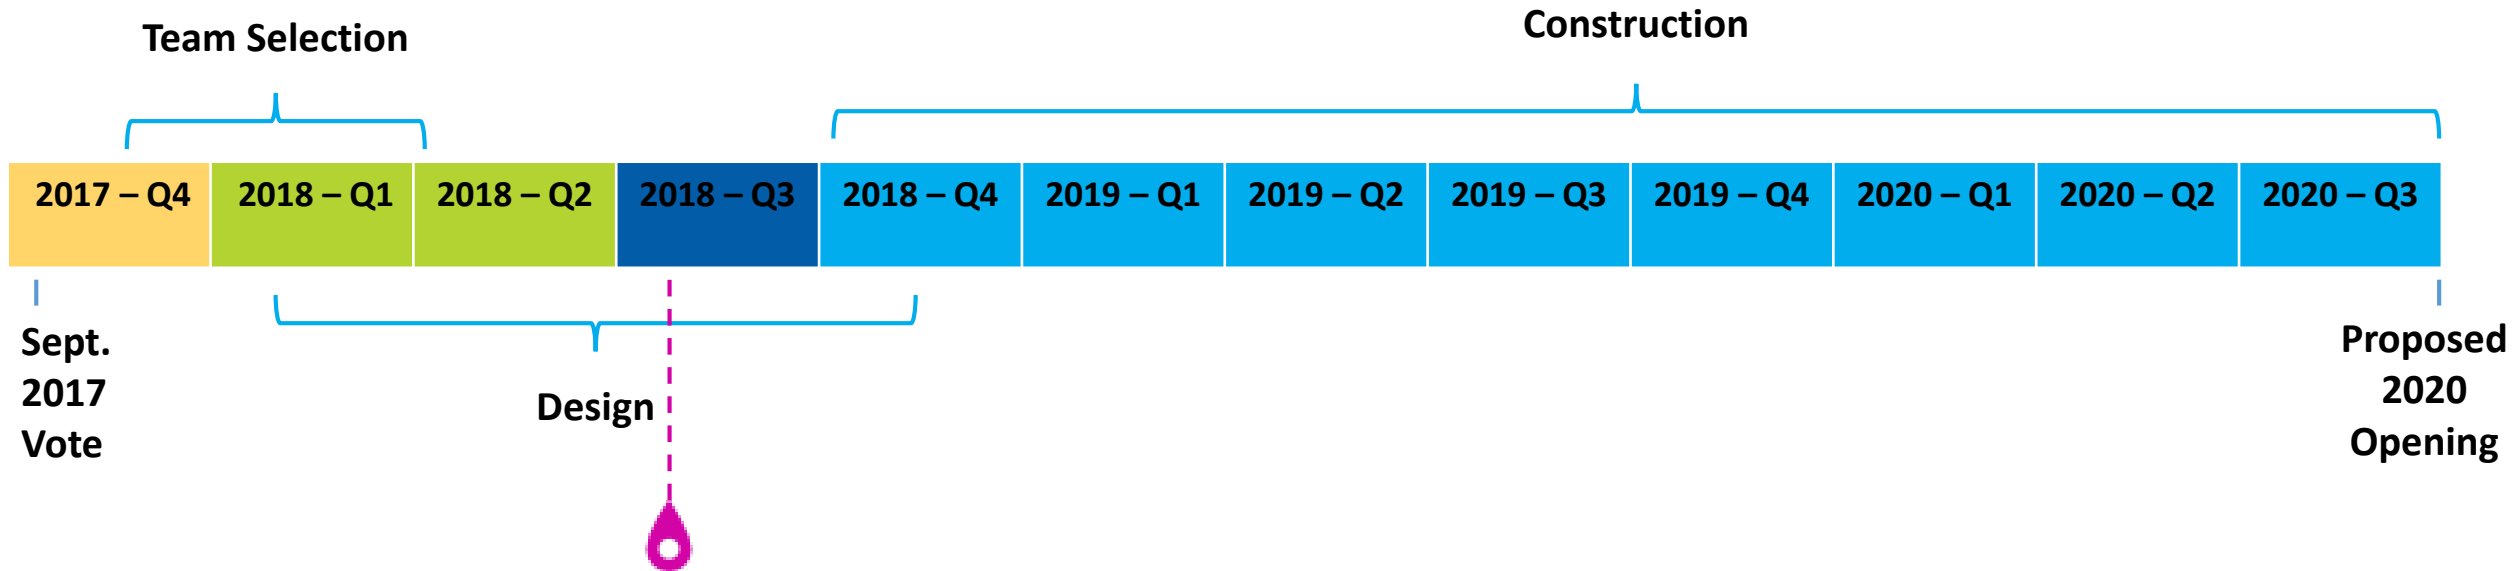 Team Selection
Construction
2017 – Q4
2018 – Q1
2018 – Q2
2018 – Q3
2018 – Q4
2019 – Q1
2019 – Q2
2019 – Q3
2019 – Q4
2020 – Q1
2020 – Q2
2020 – Q3
Sept.
2017
Vote
Design
Proposed
2020
Opening